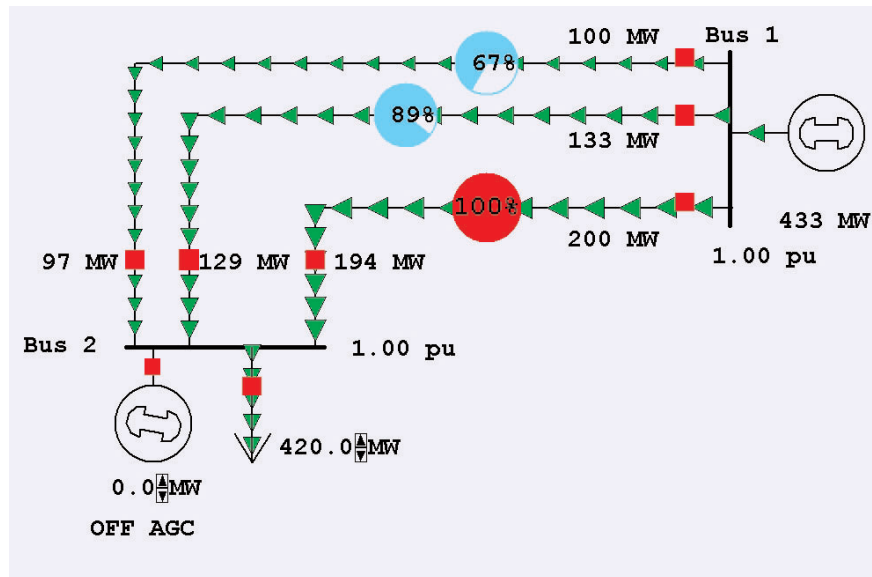 100 MW
Bus 1
67%
89%
133 MW
100%
200 MW
433 MW
1.00 pu
97 MW
129 MW
194 MW
Bus 2
1.00 pu
420.0 MW
0.0 MW
OFF AGC